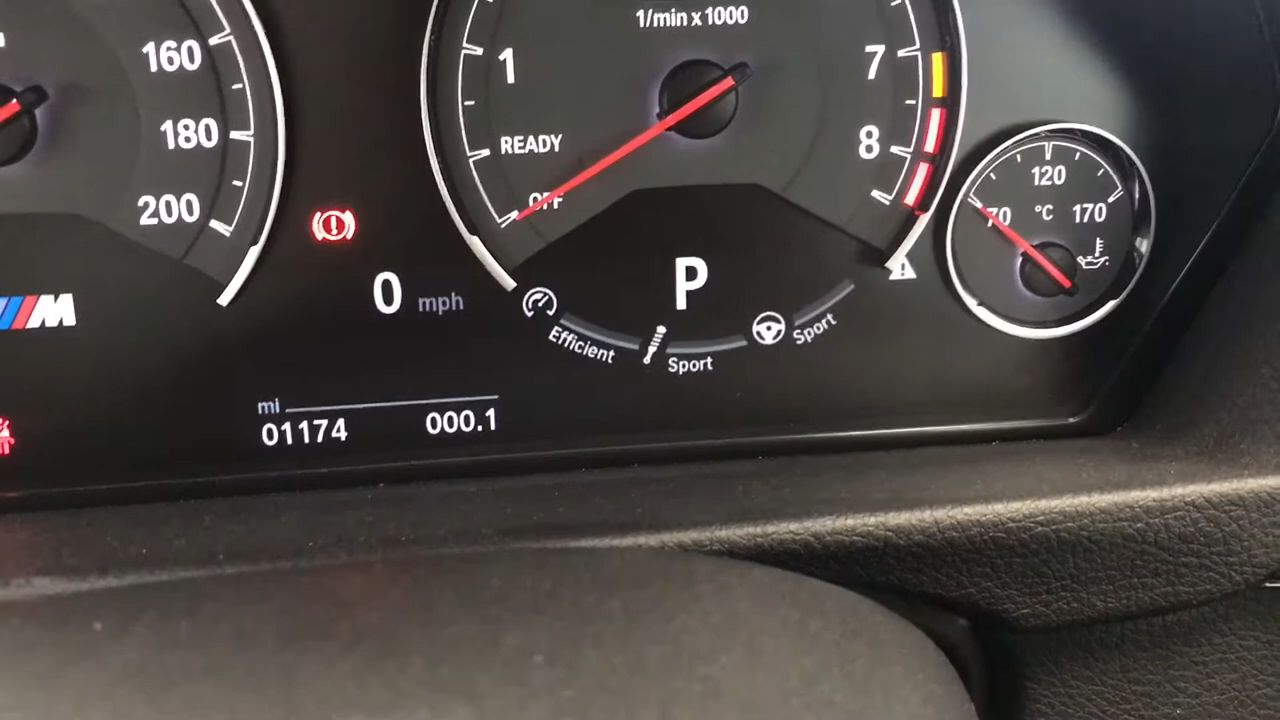 160
180
200
M
0 mph
mi
01174 000.1
1/min x 1000
1
READY
OFF
7
8
P
Efficient
Sport
Sport
120
70 °C 170